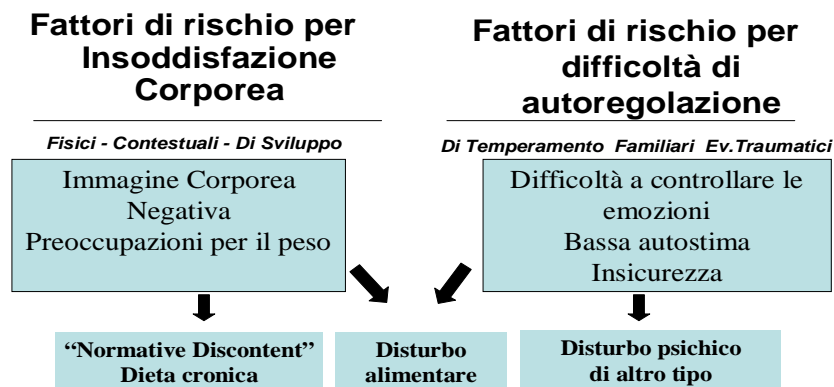 Fattori di rischio per
Insoddisfazione
Corporea
Fisici - Contestuali - Di Sviluppo
Immagine Corporea
Negativa
Preoccupazioni per il peso
Fattori di rischio per
difficoltà di
autoregolazione
Di Temperamento Familiari Ev.Traumatici
Difficoltà a controllare le
emozioni
Bassa autostima
Insicurezza
“Normative Discontent”
Dieta cronica
Disturbo
alimentare
Disturbo psichico
di altro tipo